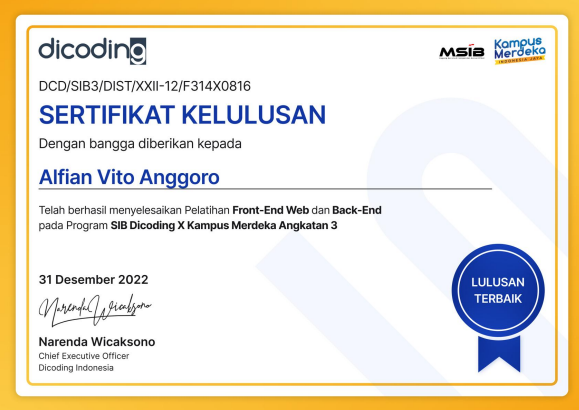 dicoding
MSIB
Kampus
Merdeka
INDONESIA JAYA
DCD/SIB3/DIST/XXII-12/F314X0816
SERTIFIKAT KELULUSAN
Dengan bangga diberikan kepada
Alfian Vito Anggoro
Telah berhasil menyelesaikan Pelatihan Front-End Web dan Back-End
pada Program SIB Dicoding X Kampus Merdeka Angkatan 3
31 Desember 2022
Narenda Wicaksono
Narenda Wicaksono
Chief Executive Officer
Dicoding Indonesia
LULUSAN
TERBAIK